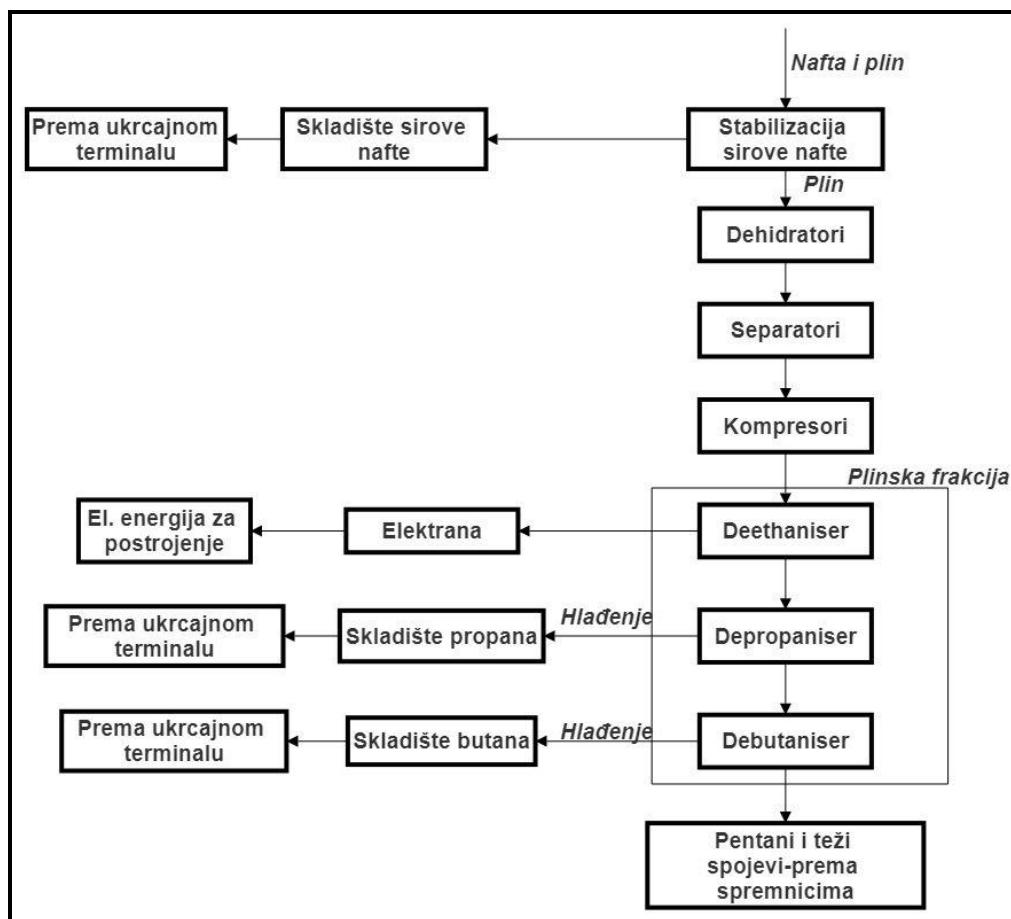 Nafta i plin
Prema ukrcajnom
terminalu
Skladište sirove
nafte
Stabilizacija
sirove nafte
Plin
Dehidratori
Separatori
Kompresori
Plinska frakcija
El. energija za
postrojenje
Elektrana
Deethaniser
Prema ukrcajnom
terminalu
Skladište propana
Hlađenje
Depropaniser
Prema ukrcajnom
terminalu
Skladište butana
Hlađenje
Debutaniser
Pentani i teži
spojevi-prema
spremnicima